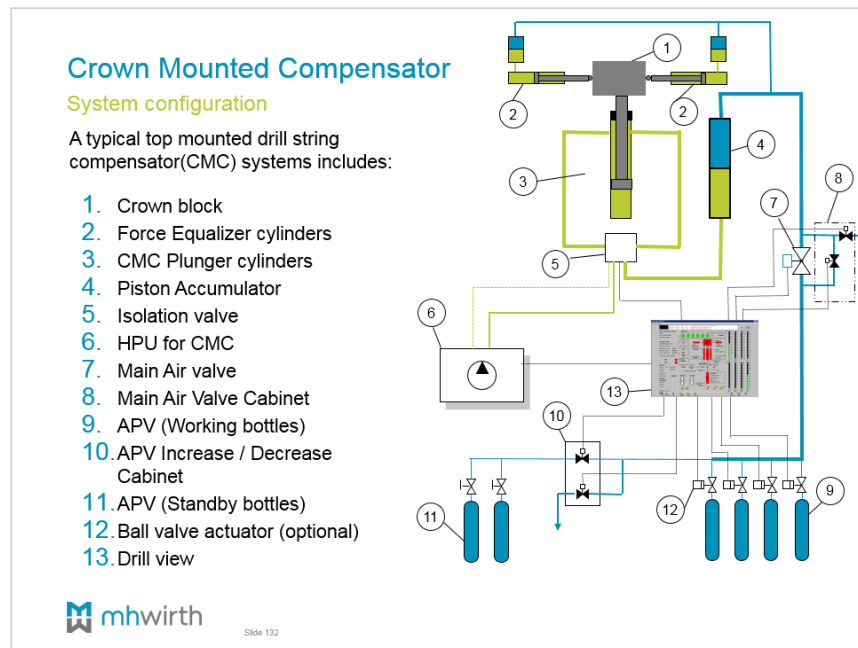 Crown Mounted Compensator
System configuration
A typical top mounted drill string
compensator(CMC) systems includes:
1. Crown block
2. Force Equalizer cylinders
3. CMC Plunger cylinders
4. Piston Accumulator
5. Isolation valve
6. HPU for CMC
7. Main Air valve
8. Main Air Valve Cabinet
9. APV (Working bottles)
10. APV Increase / Decrease
Cabinet
11. APV (Standby bottles)
12. Ball valve actuator (optional)
13. Drill view
1
2
2
3
4
5
6
7
8
9
10
11
12
13
mhwirth
Slide 132